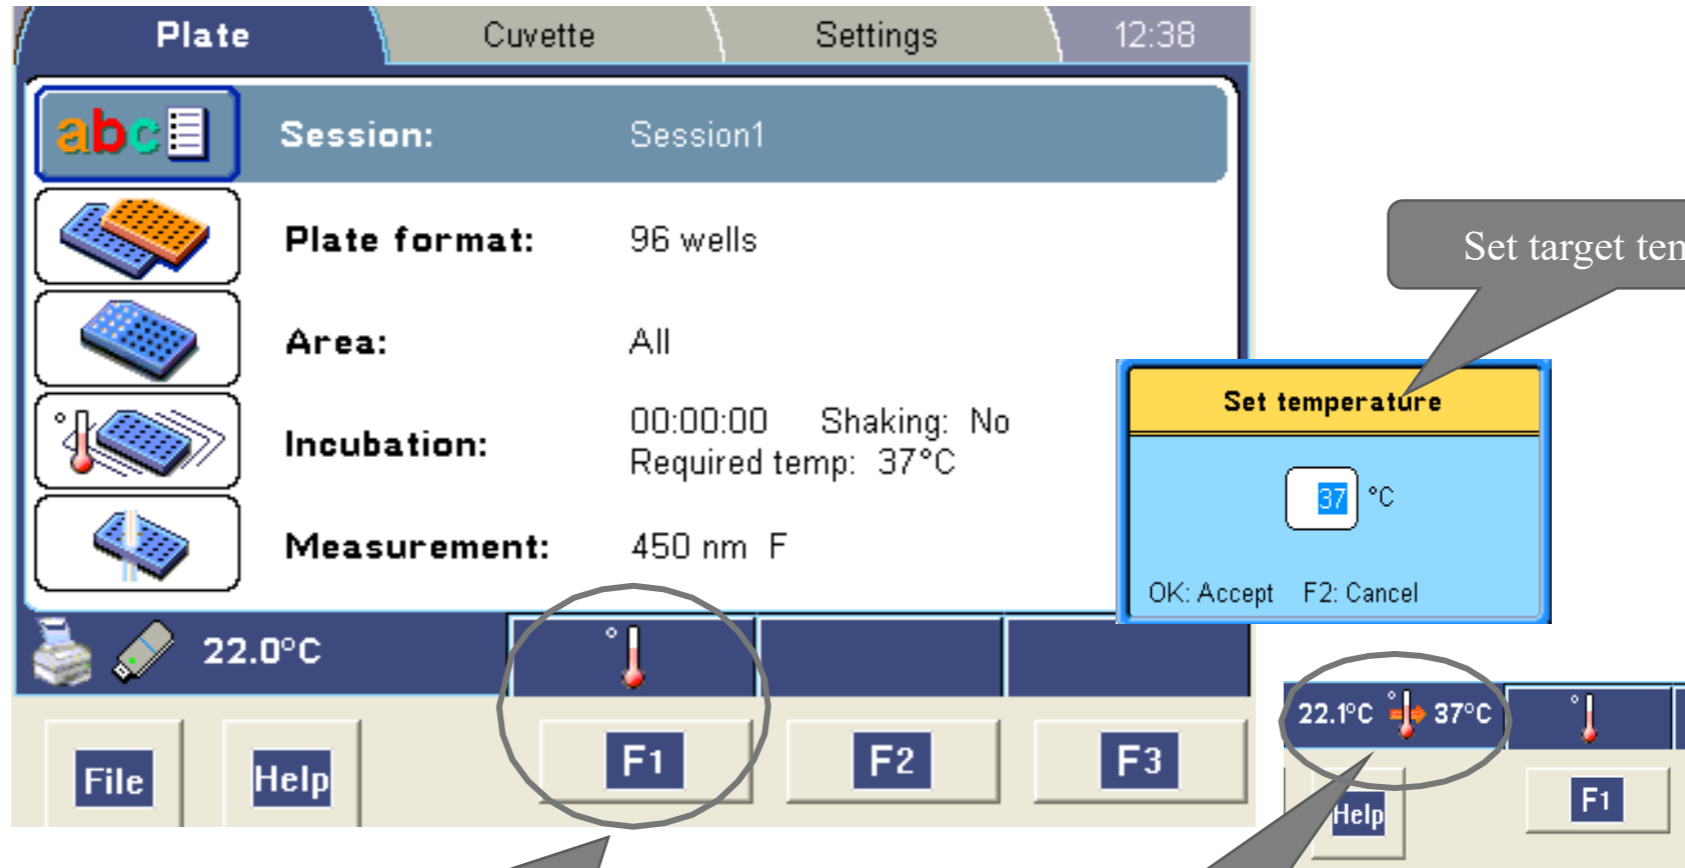 Plate Cuvette Settings 12:38
abc Session: Session1
Plate format: 96 wells
Area: All
Incubation: 00:00:00 Shaking: No
Required temp: 37°C
Measurement: 450 nm F
22.0°C
File Help F1 F2 F3
Set target
Set temperature
37 °C
OK: Accept F2: Cancel
22.1°C 37°C
Help F1